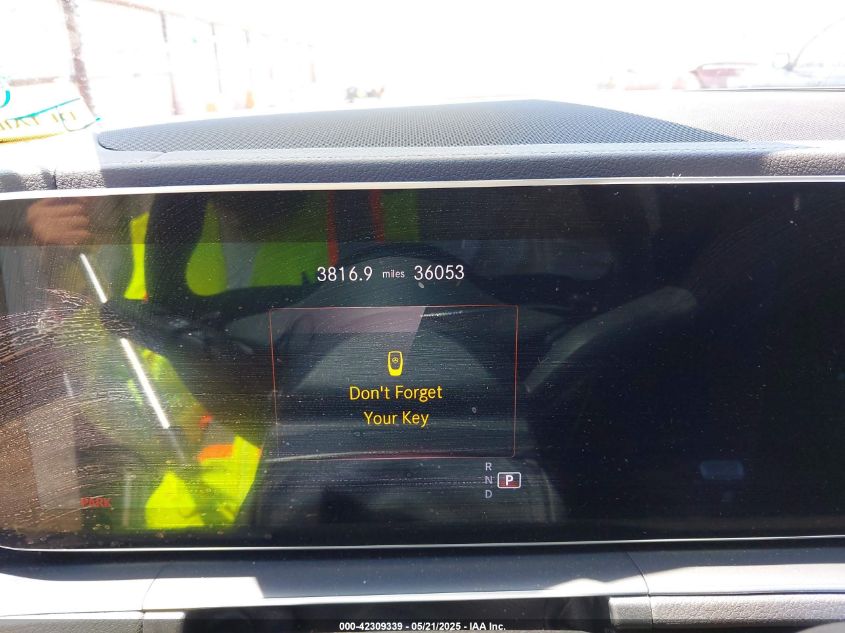 3816.9 miles 36053
Don't Forget
Your Key
R
N P
D
PARK
000-42309339 - 05/21/2025 - IAA Inc.